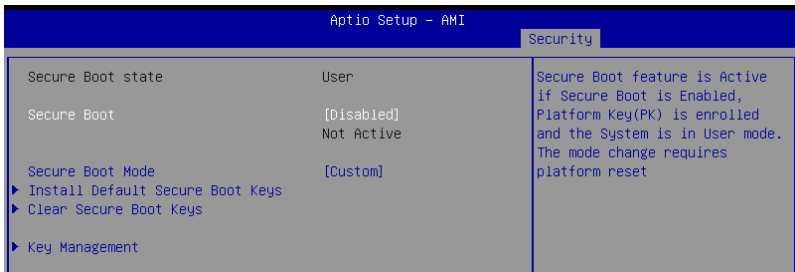 Aptio Setup - AMI
Security
Secure Boot state User
Secure Boot [Disabled]
Not Active
Secure Boot Mode [Custom]
Install Default Secure Boot Keys
Clear Secure Boot Keys
Key Management
Secure Boot feature is Active
if Secure Boot is Enabled,
Platform Key(PK) is enrolled
and the System is in User mode.
The mode change requires
platform reset